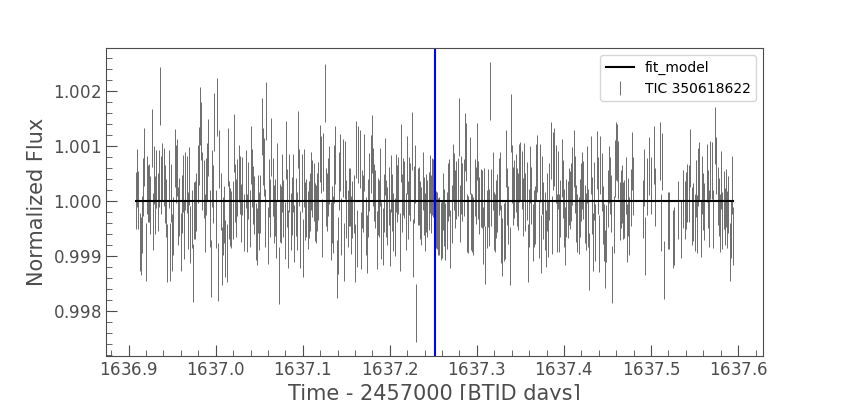 fit_model
TIC 350618622
1.002
1.001
1.000
0.999
0.998
Normalized Flux
1636.9 1637.0 1637.1 1637.2 1637.3 1637.4 1637.5 1637.6
Time - 2457000 [BTJD days]